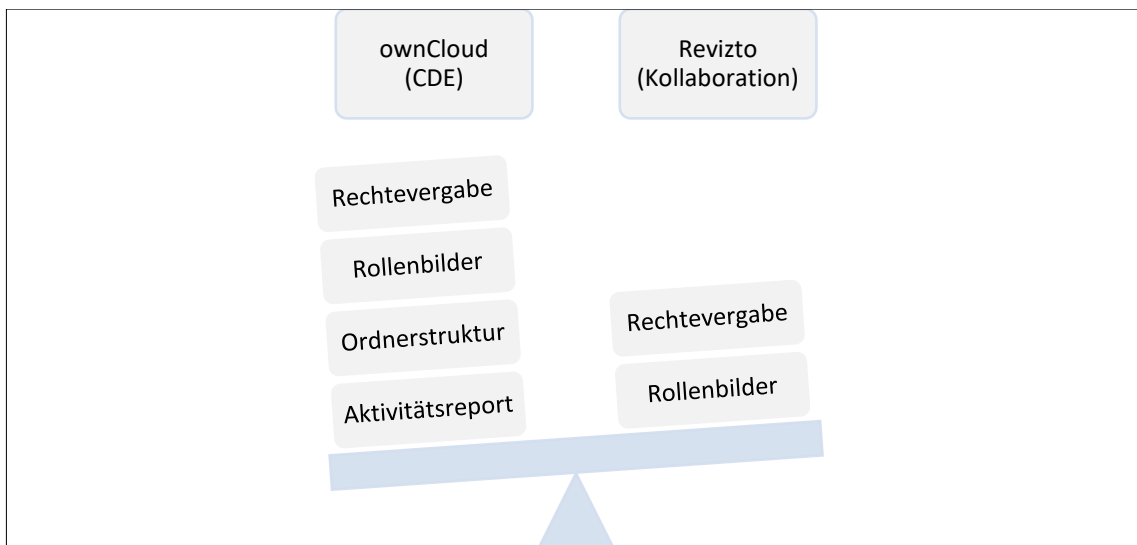 ownCloud
(CDE)
Revizto
(Kollaboration)
Rechtevergabe
Rollenbilder
Ordnerstruktur
Aktivitätsreport
Rechtevergabe
Rollenbilder